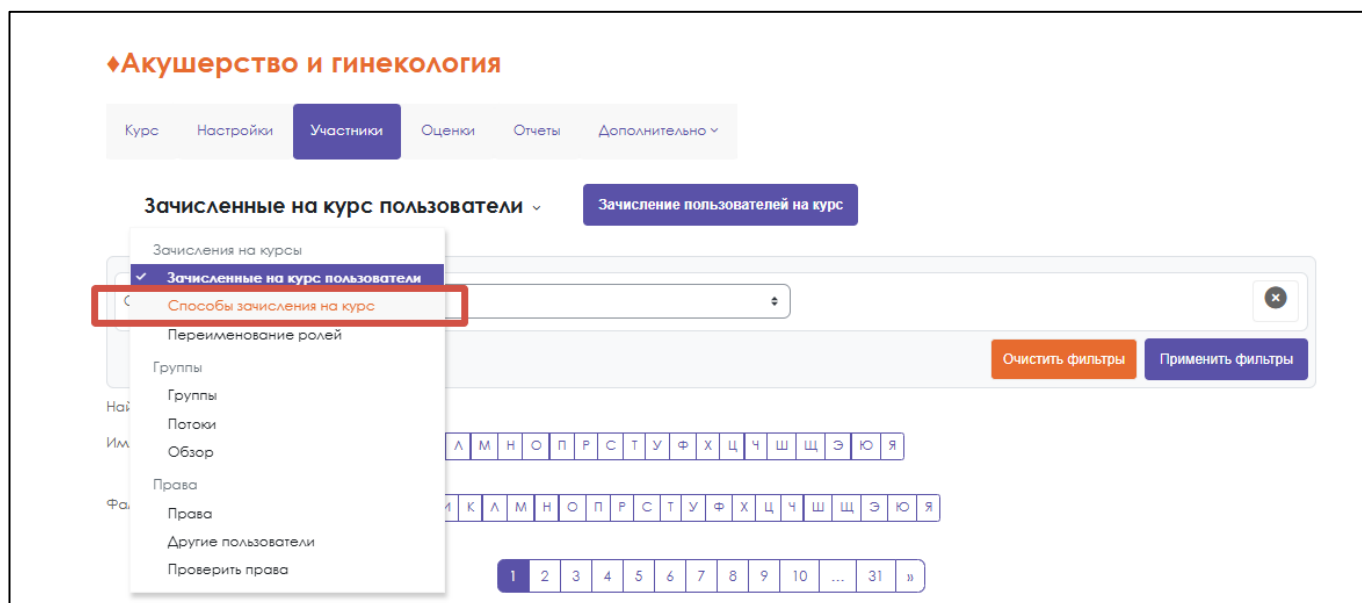 ♦Акушерство и гинекология
Курс Настройки Участники Оценки Отчеты Дополнительно
Зачисленные на курс пользователи Зачисление пользователей на курс
Зачисления на курсы
✓ Зачисленные на курс пользователи
Способы зачисления на курс
Переименование ролей
Очистить фильтры Применить фильтры
Группы
Группы
Потоки
Л М Н О П Р С Т У Ф Х Ц Ч Ш Щ Э Ю Я
Обзор
Права
К Л М Н О П Р С Т У Ф Х Ц Ч Ш Щ Э Ю Я
Права
Другие пользователи
Проверить права
1 2 3 4 5 6 7 8 9 10 ... 31 »